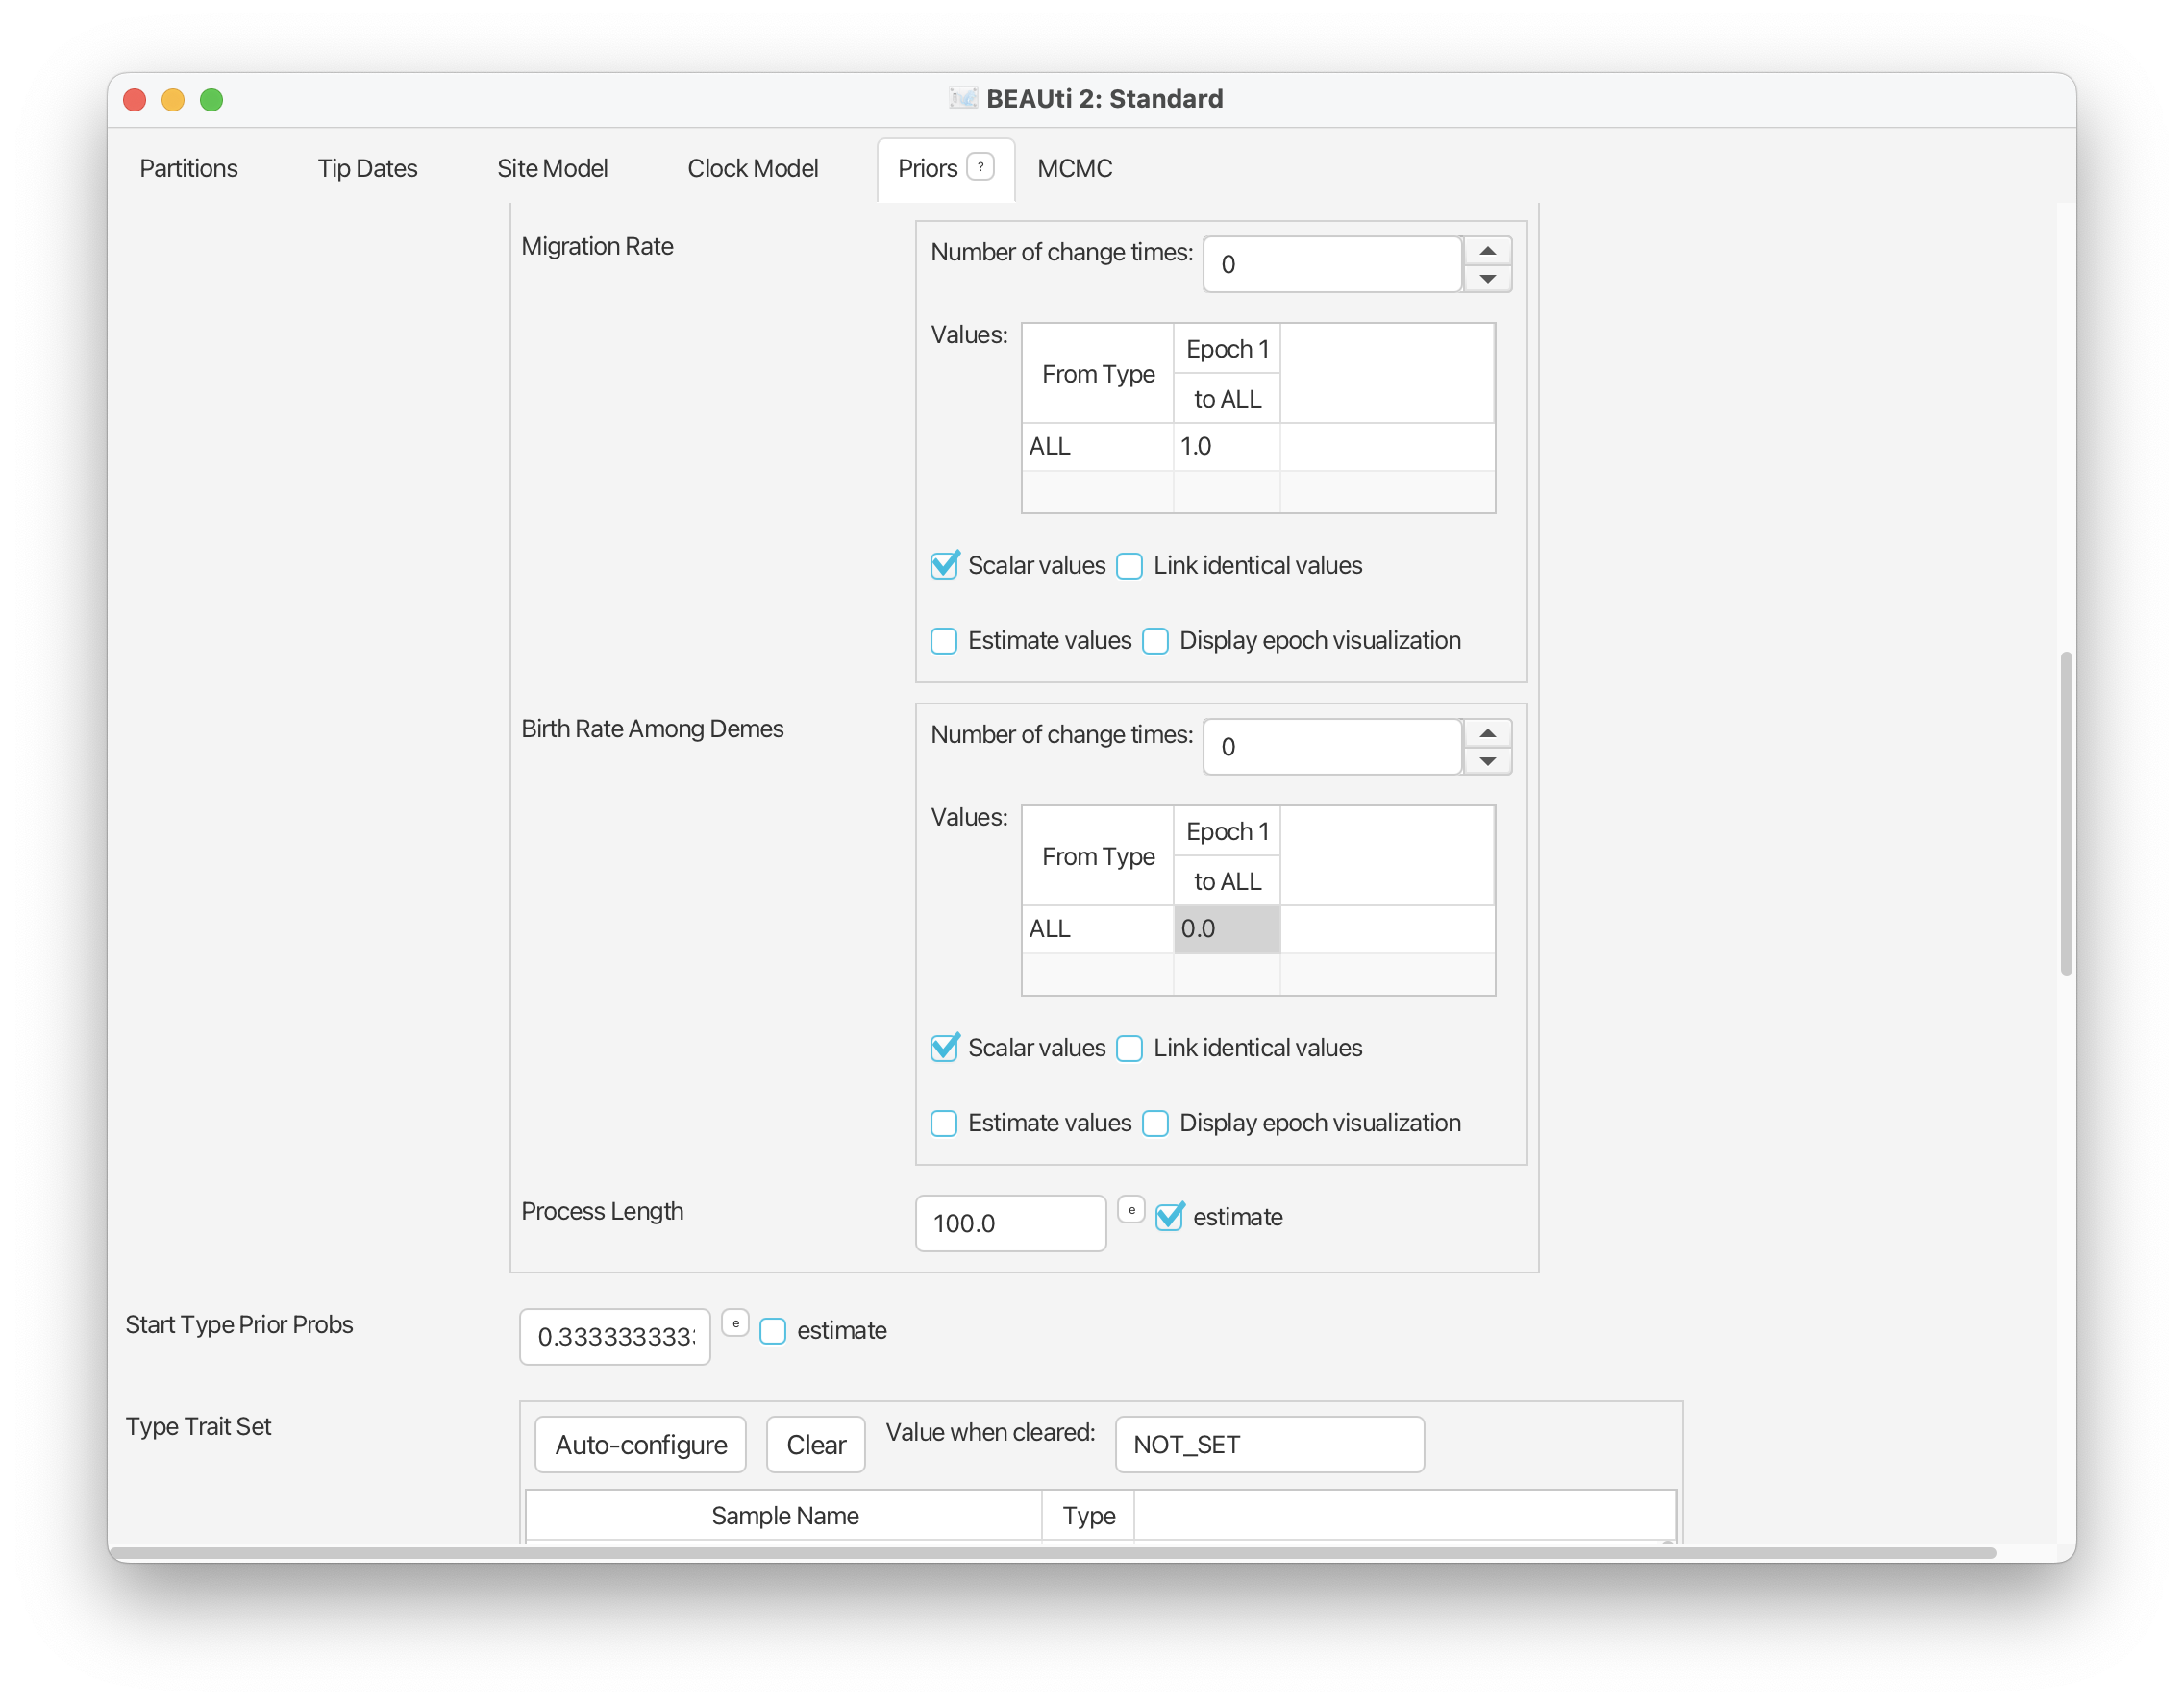 BEAUti 2: Standard
Partitions Tip Dates Site Model Clock Model Priors ? MCMC
Migration Rate
Number of change times: 0
Values:
From Type Epoch 1
to ALL
ALL 1.0
Scalar values Link identical values
Estimate values Display epoch visualization
Birth Rate Among Demes
Number of change times: 0
Values:
From Type Epoch 1
to ALL
ALL 0.0
Scalar values Link identical values
Estimate values Display epoch visualization
Process Length 100.0 e estimate
Start Type Prior Probs 0.333333333 e estimate
Type Trait Set
Auto-configure Clear Value when cleared: NOT_SET
Sample Name Type